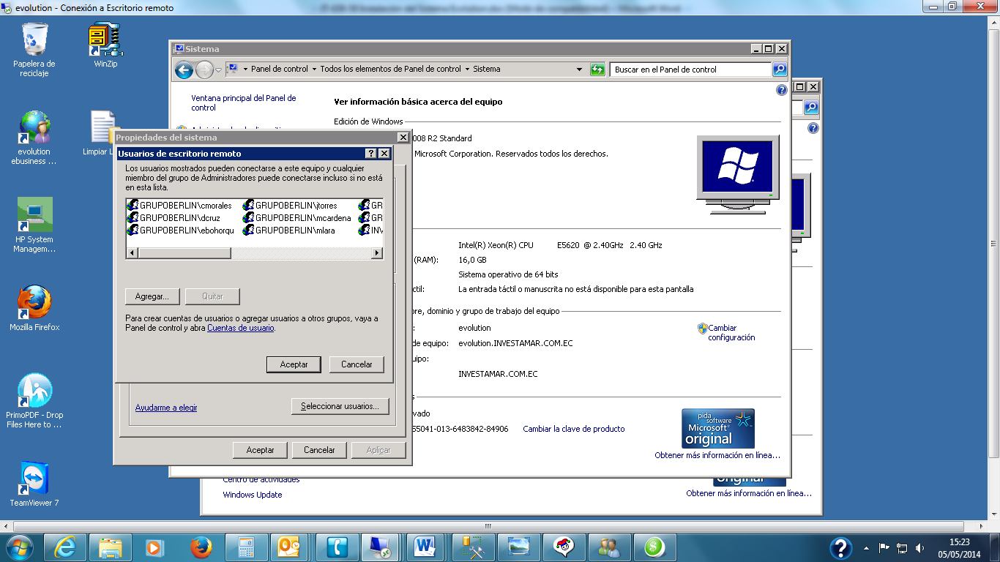 evolution - Conexión a Escritorio remoto
Papelera de
reciclaje
WinZip
evolution
ebusiness ...
Limpiar L
HP System
Managem...
Mozilla Firefox
PrimoPDF - Drop
Files Here to ...
TeamViewer 7
Sistema
Panel de control
Todos los elementos de Panel de control
Sistema
Buscar en el Panel de control
Ventana principal del Panel de
control
Ver información básica acerca del equipo
Edición de Windows
008 R2 Standard
Microsoft Corporation. Reservados todos los derechos.
Intel(R) Xeon(R) CPU E5620 @ 2.40GHz 2.40 GHz
(RAM): 16,0 GB
Sistema operativo de 64 bits
ctil: La entrada táctil o manuscrita no está disponible para esta pantalla
re, dominio y grupo de trabajo del equipo
evolution
Cambiar
configuración
de equipo: evolution.INVESTAMAR.COM.EC
uipo:
INVESTAMAR.COM.EC
vado
55041-013-6483842-84906 Cambiar la clave de producto
pida
software
Microsoft
original
Obtener más información en línea...
Propiedades del sistema
Usuarios de escritorio remoto
Los usuarios mostrados pueden conectarse a este equipo y cualquier
miembro del grupo de Administradores puede conectarse incluso si no está
en esta lista.
GRUPOBERLIN\cmorales GRUPOBERLIN\jtorres GR
GRUPOBERLIN\dcruz GRUPOBERLIN\mcardena GR
GRUPOBERLIN\ebohorqu GRUPOBERLIN\mlara IN\
Agregar... Quitar
Para crear cuentas de usuarios o agregar usuarios a otros grupos, vaya a
Panel de control y abra Cuentas de usuario.
Aceptar Cancelar
Ayudarme a elegir Seleccionar usuarios...
Aceptar Cancelar Aplicar
Centro de actividades
Windows Update
original
Obtener más información en línea...
15:23
05/05/2014